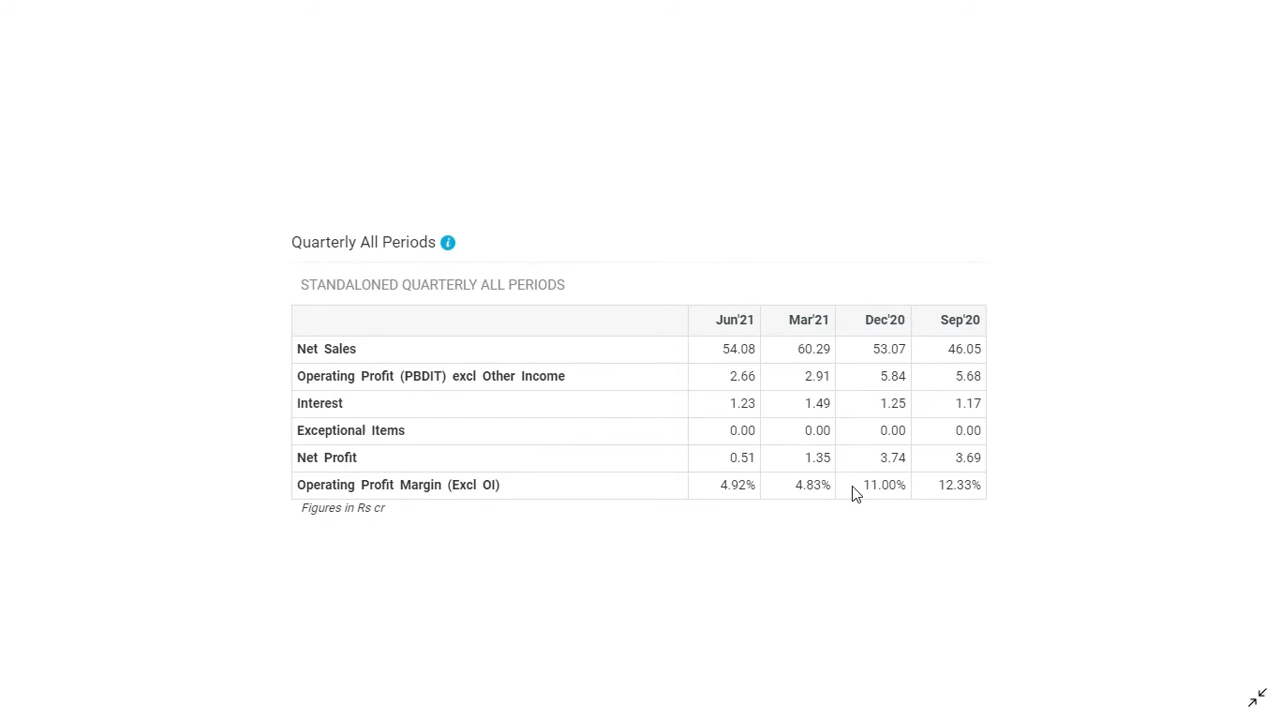 Quarterly All Periods i
STANDALONED QUARTERLY ALL PERIODS
Jun'21 Mar'21 Dec'20 Sep'20
Net Sales 54.08 60.29 53.07 46.05
Operating Profit (PBDIT) excl Other Income 2.66 2.91 5.84 5.68
Interest 1.23 1.49 1.25 1.17
Exceptional Items 0.00 0.00 0.00 0.00
Net Profit 0.51 1.35 3.74 3.69
Operating Profit Margin (Excl OI) 4.92% 4.83% 11.00% 12.33%
Figures in Rs cr